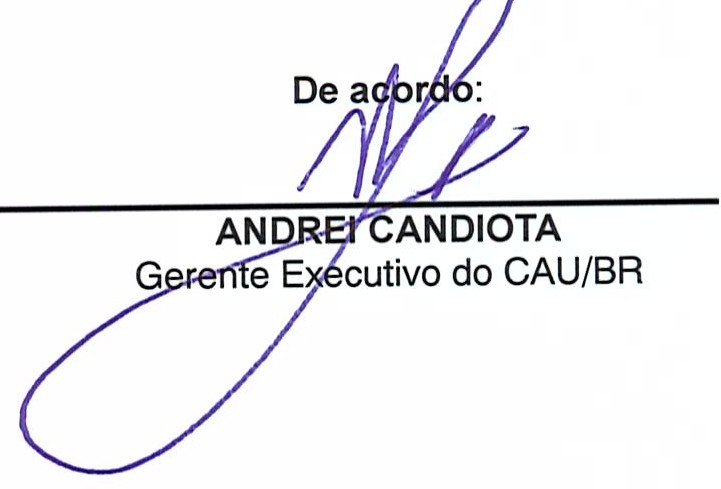 De acordo:
ANDREI CANDIOTA
Gerente Executivo do CAU/BR